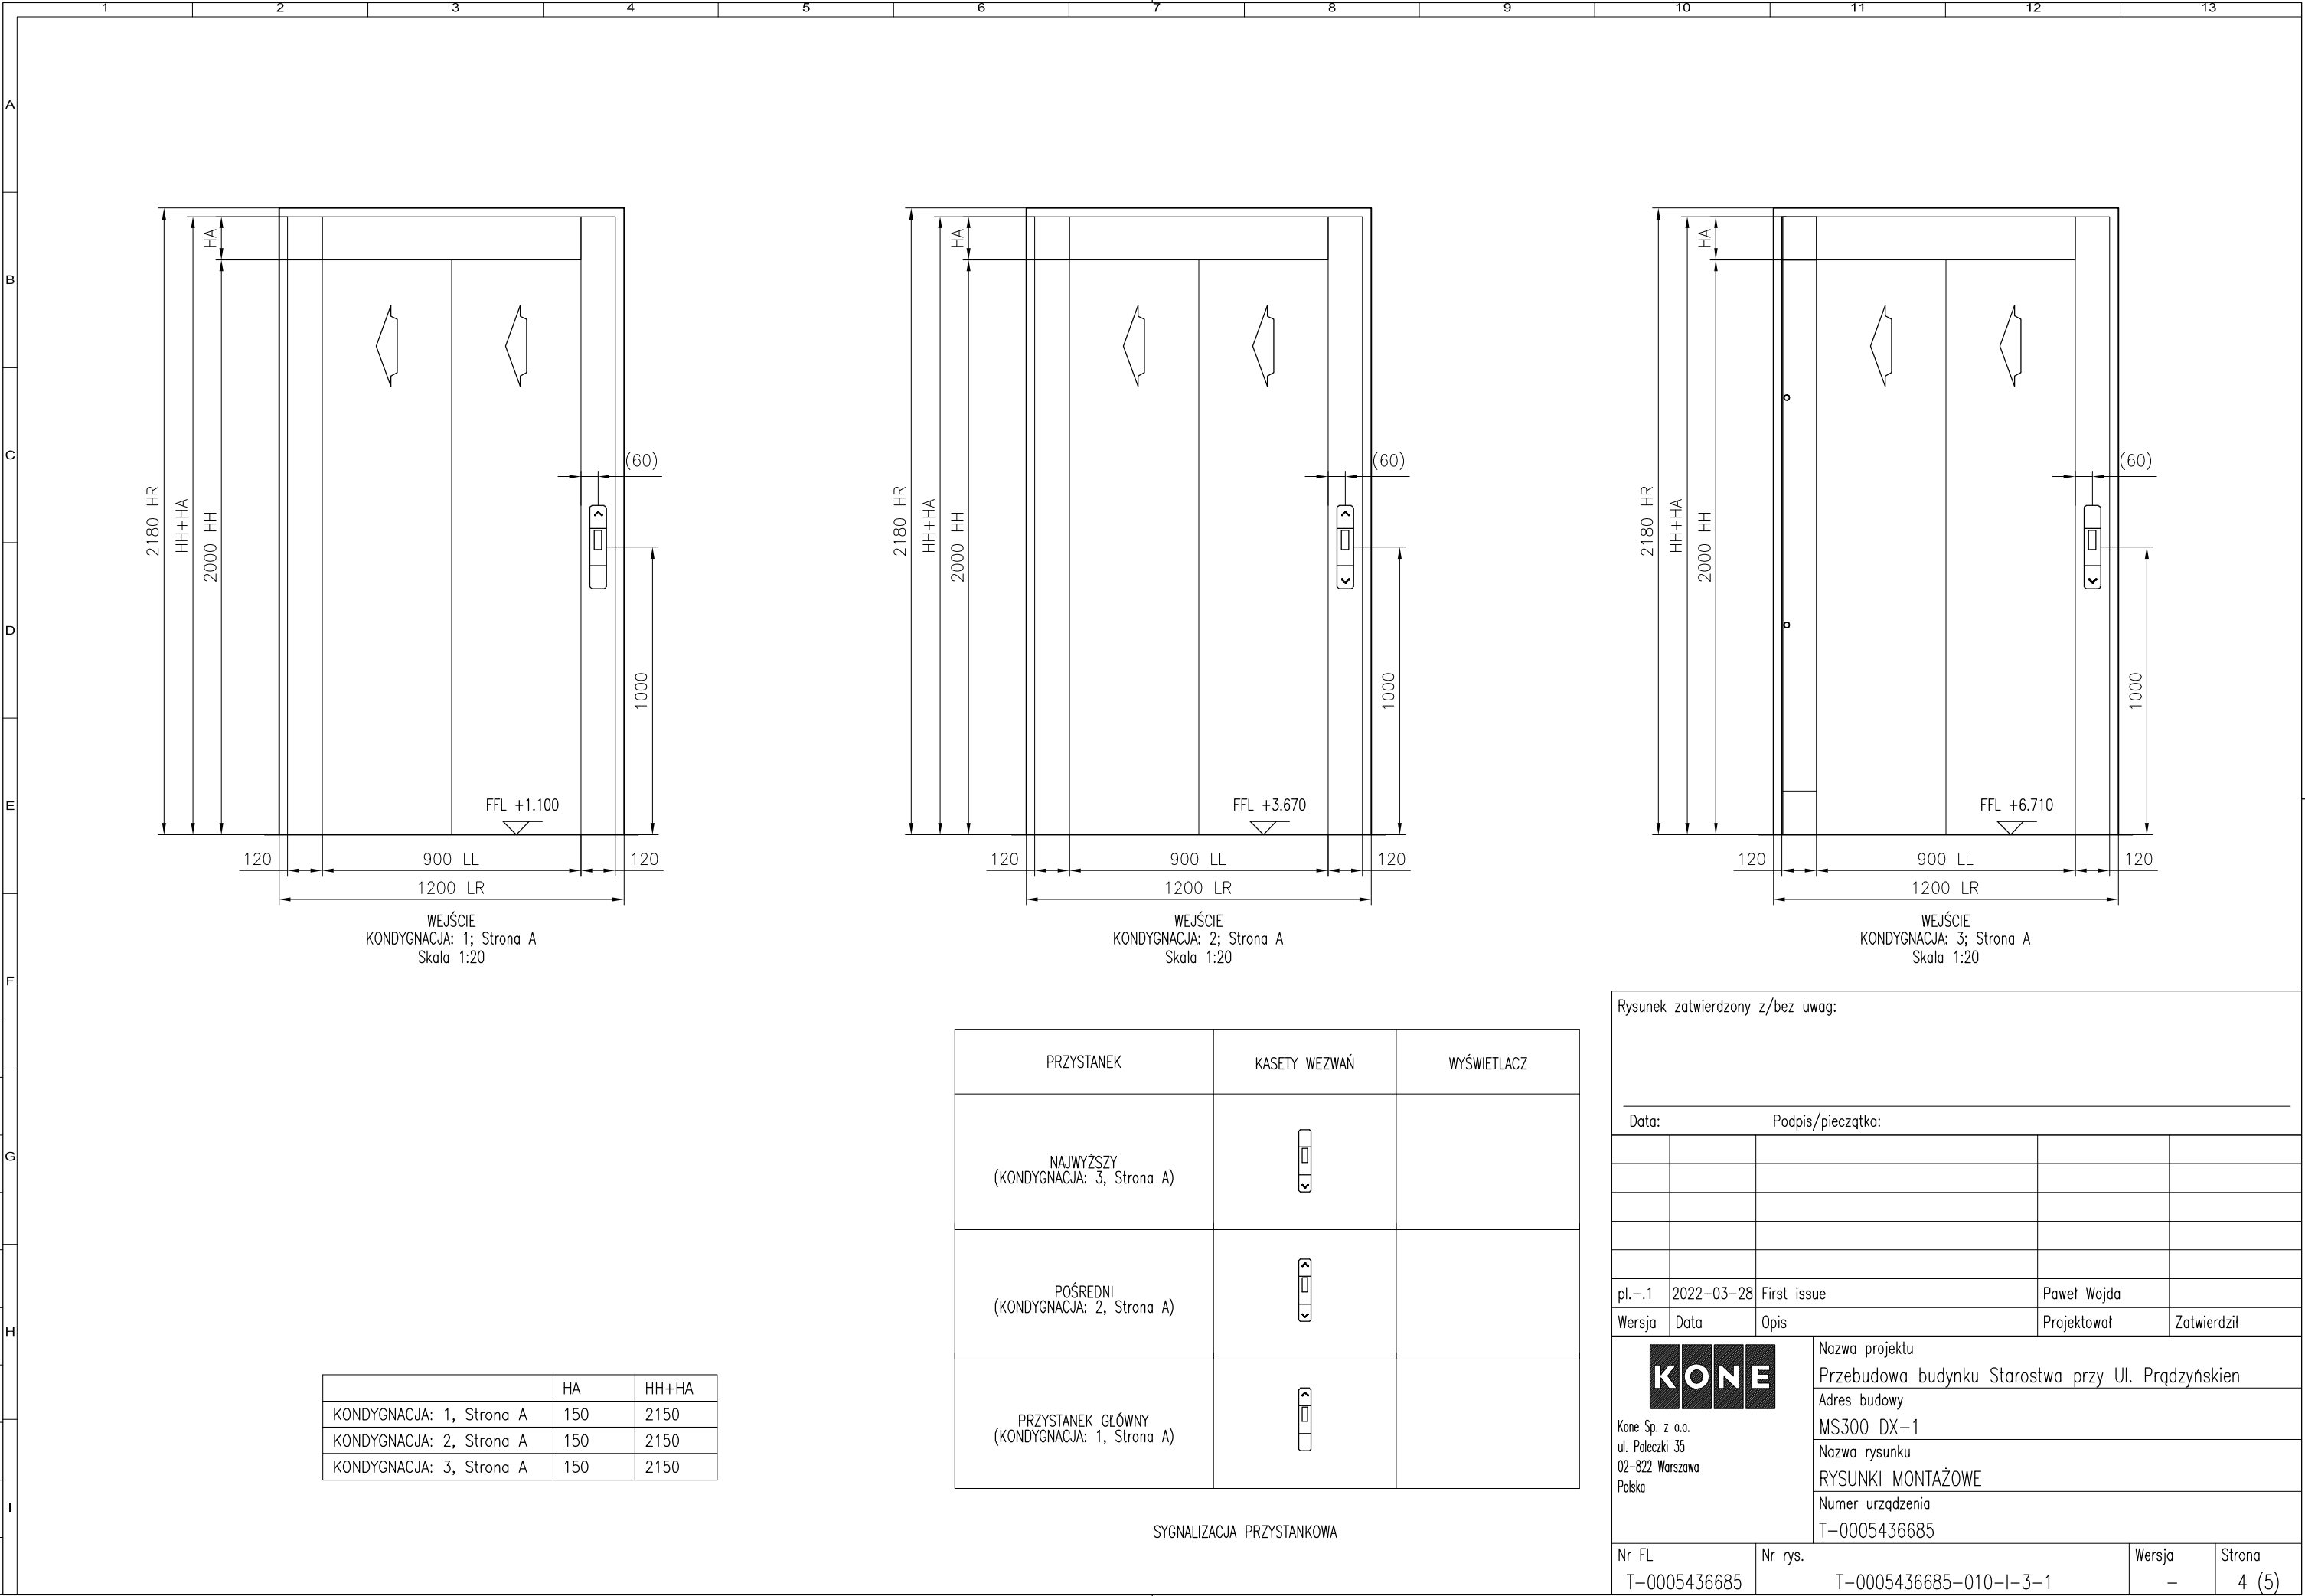 1 2 3 4 5 6 7 8 9 10 11 12 13
A
B
C
D
E
F
G
H
I
2180 HR
HH+HA
2000 HH
HA
(60)
1000
FFL +1.100
120 900 LL 120
1200 LR
WEJŚCIE
KONDYGNACJA: 1; Strona A
Skala 1:20
2180 HR
HH+HA
2000 HH
HA
(60)
1000
FFL +3.670
120 900 LL 120
1200 LR
WEJŚCIE
KONDYGNACJA: 2; Strona A
Skala 1:20
2180 HR
HH+HA
2000 HH
HA
(60)
1000
FFL +6.710
120 900 LL 120
1200 LR
WEJŚCIE
KONDYGNACJA: 3; Strona A
Skala 1:20
HA HH+HA
KONDYGNACJA: 1, Strona A 150 2150
KONDYGNACJA: 2, Strona A 150 2150
KONDYGNACJA: 3, Strona A 150 2150
PRZYSTANEK KASETY WEZWAŃ WYŚWIETLACZ
NAJWYŻSZY
(KONDYGNACJA: 3, Strona A)
POŚREDNI
(KONDYGNACJA: 2, Strona A)
PRZYSTANEK GŁÓWNY
(KONDYGNACJA: 1, Strona A)
SYGNALIZACJA PRZYSTANKOWA
Rysunek zatwierdzony z/bez uwag:
Data: Podpis/pieczątka:
pl.-.1 2022-03-28 First issue Paweł Wojda
Wersja Data Opis Projektował Zatwierdził
KONE
Kone Sp. z o.o.
ul. Poleczki 35
02-822 Warszawa
Polska
Nazwa projektu
Przebudowa budynku Starostwa przy Ul. Prądzyńskien
Adres budowy
MS300 DX-1
Nazwa rysunku
RYSUNKI MONTAŻOWE
Numer urządzenia
T-0005436685
Nr FL Nr rys. Wersja Strona
T-0005436685 T-0005436685-010-I-3-1 - 4 (5)